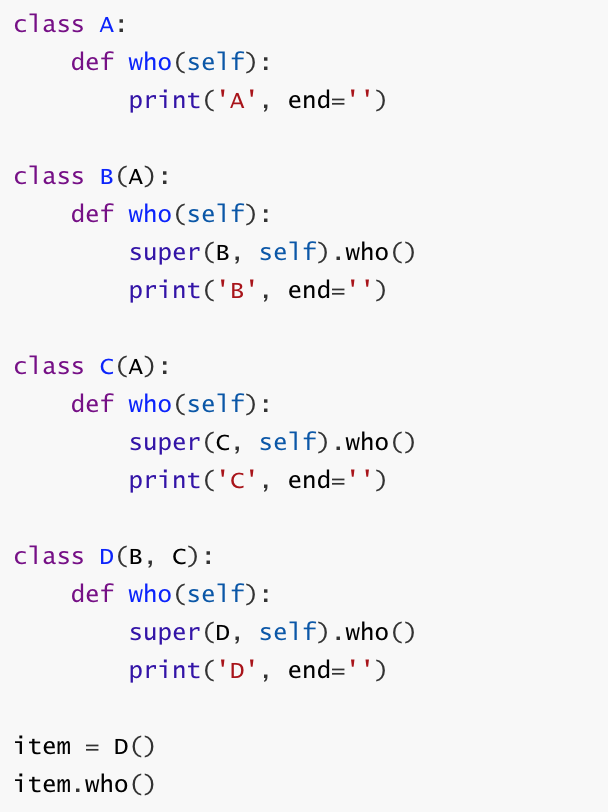 class A:
    def who(self):
        print('A', end='')

class B(A):
    def who(self):
        super(B, self).who()
        print('B', end='')

class C(A):
    def who(self):
        super(C, self).who()
        print('C', end='')

class D(B, C):
    def who(self):
        super(D, self).who()
        print('D', end='')

item = D()
item.who()